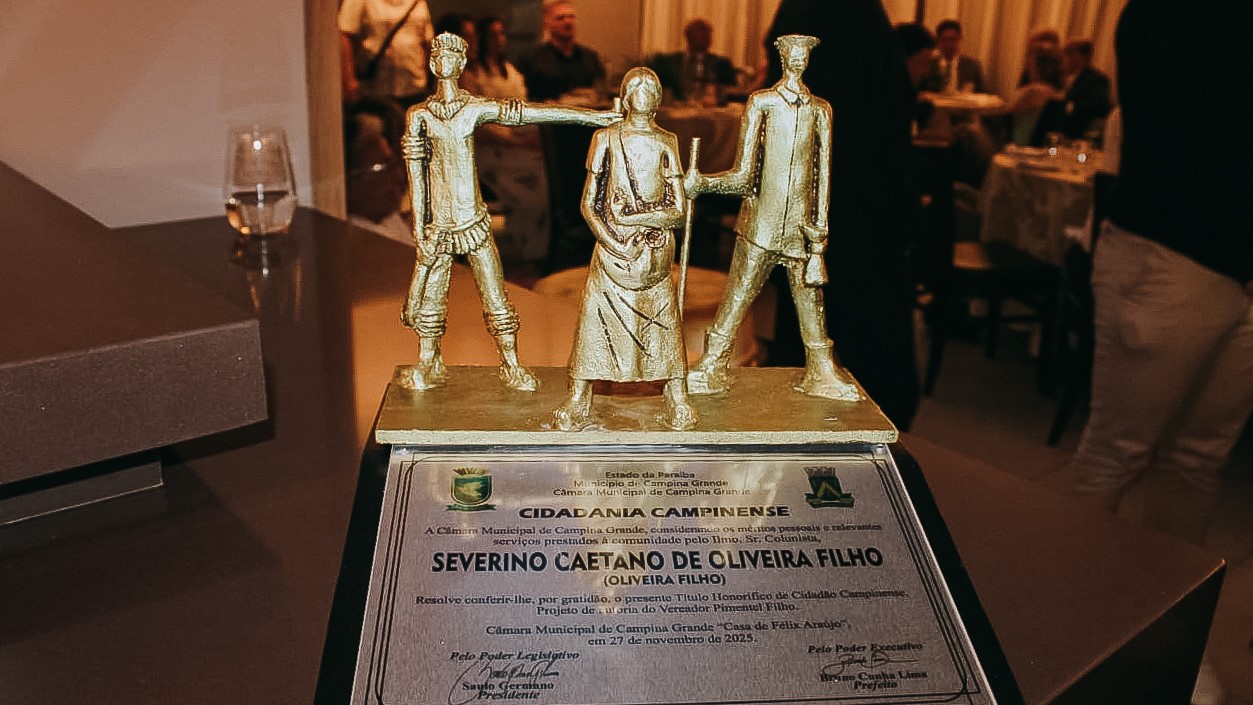 Estado da Paraíba
Município de Campina Grande
Câmara Municipal de Campina Grande
CIDADANIA CAMPINENSE
A Câmara Municipal de Campina Grande, considerando os méritos pessoais e relevantes
serviços prestados à comunidade pelo Ilmo. Sr. Colunista,
SEVERINO CAETANO DE OLIVEIRA FILHO
(OLIVEIRA FILHO)
Resolve conferir-lhe, por gratidão, o presente Título Honorífico de Cidadão Campinense,
Projeto de autoria do Vereador Pimentel Filho.
Câmara Municipal de Campina Grande "Casa de Félix Araújo",
em 27 de novembro de 2025.
Pelo Poder Legislativo
Saulo Germano
Presidente
Pelo Poder Executivo
Bruno Cunha Lima
Prefeito